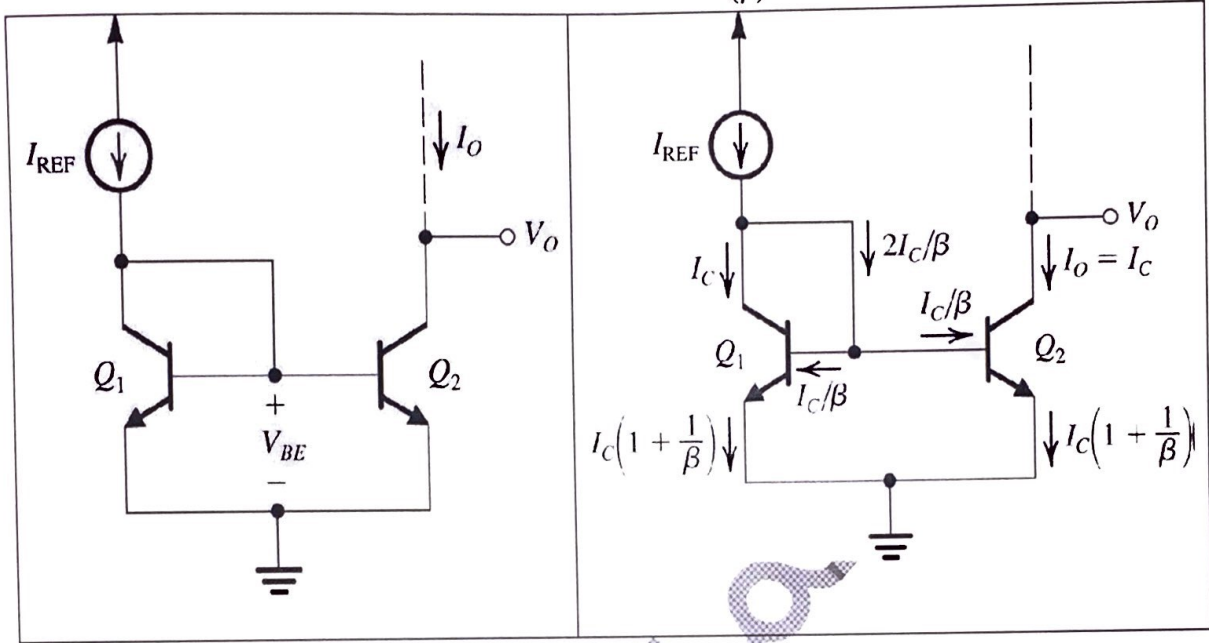 I_REF
I_O
V_O
Q_1
Q_2
+
V_BE
−
I_REF
2I_C/β
V_O
I_C
I_O = I_C
I_C/β
Q_1
Q_2
I_C/β
I_C(1 + 1/β)
I_C(1 + 1/β)